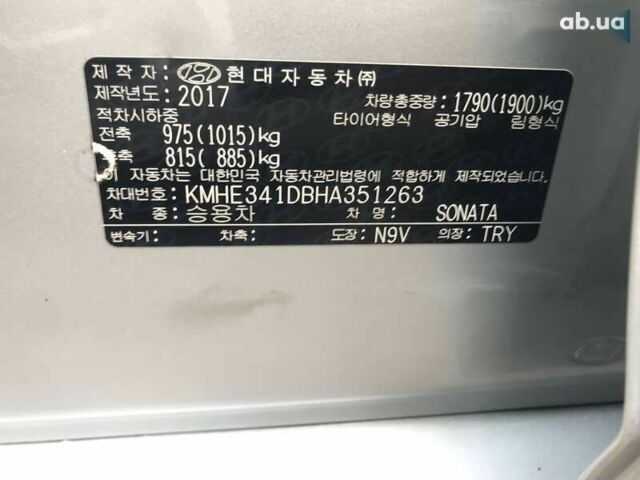 ab.ua
제 작 자 : 현대자동차㈜
제작년도: 2017 차량총중량: 1790(1900)kg
적차시하중 타이어형식 공기압 림형식
전축 975(1015)kg
축 815( 885)kg
이 자동차는 대한민국 자동차관리법령에 적합하게 제작되었습니다.
차대번호: KMHE341DBHA351263
차 종: 승용차 차 명: SONATA
변속기: 차축: 도장: N9V 의장: TRY